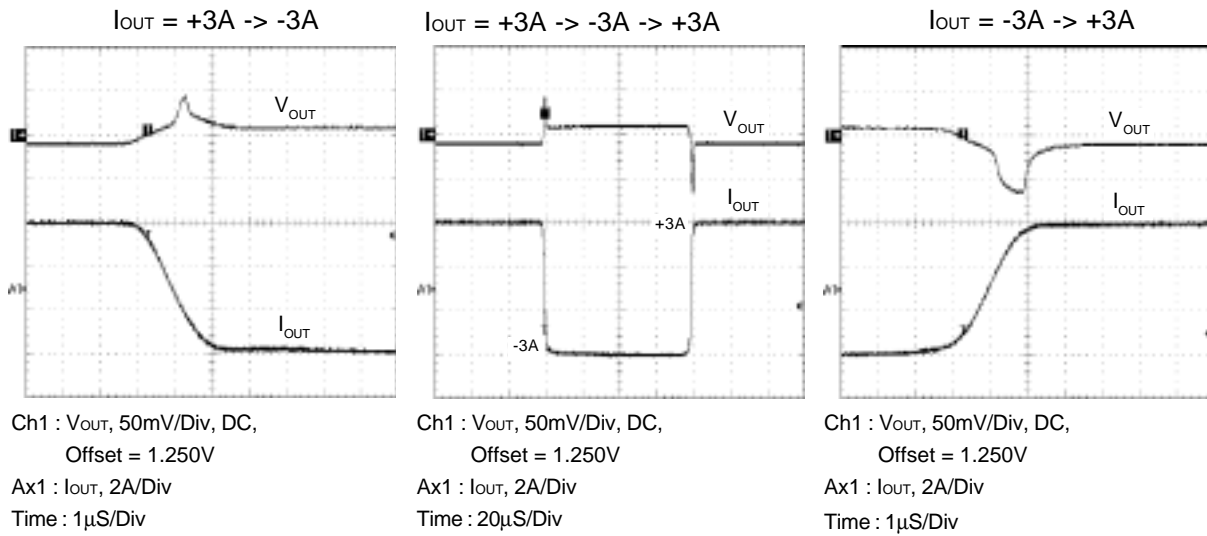 IOUT = +3A -> -3A
VOUT
IOUT
Ch1 : VOUT, 50mV/Div, DC,
Offset = 1.250V
Ax1 : IOUT, 2A/Div
Time : 1μS/Div
IOUT = +3A -> -3A -> +3A
VOUT
IOUT
+3A
-3A
Ch1 : VOUT, 50mV/Div, DC,
Offset = 1.250V
Ax1 : IOUT, 2A/Div
Time : 20μS/Div
IOUT = -3A -> +3A
VOUT
IOUT
Ch1 : VOUT, 50mV/Div, DC,
Offset = 1.250V
Ax1 : IOUT, 2A/Div
Time : 1μS/Div